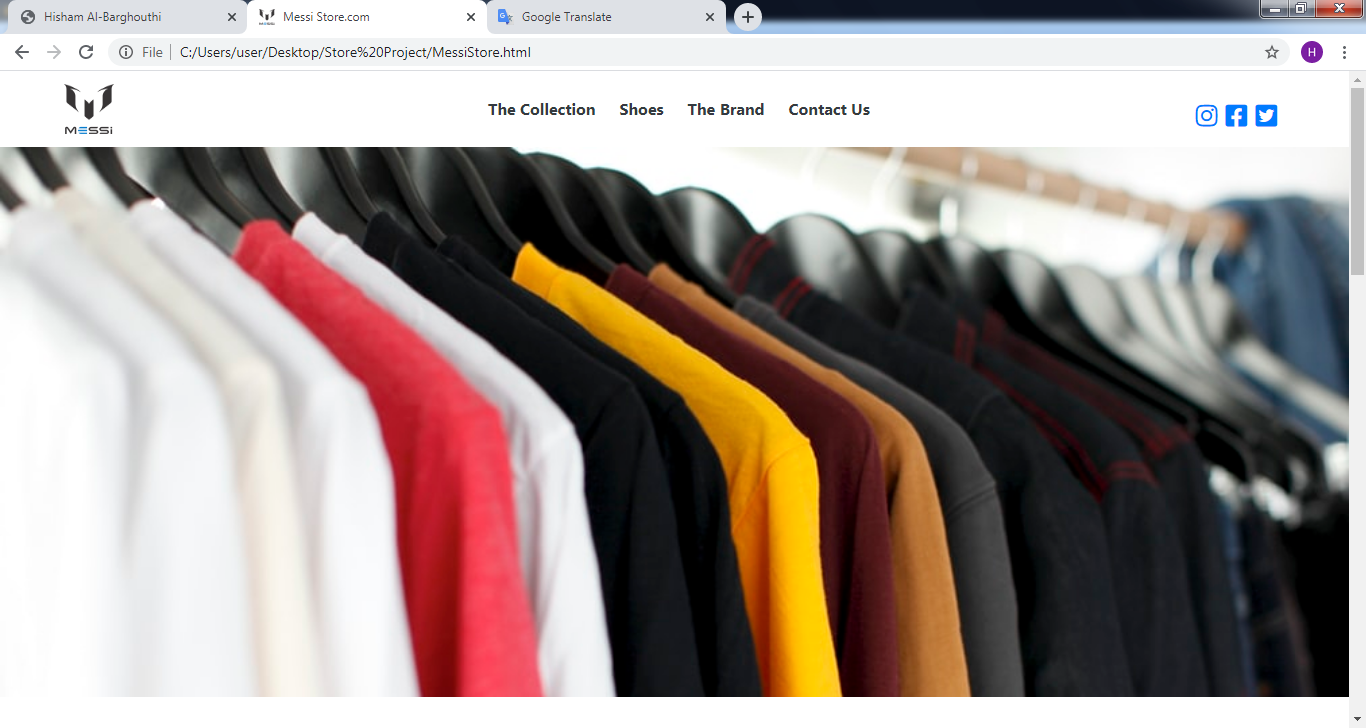 Hisham Al-Barghouthi
Messi Store.com
Google Translate
File
C:/Users/user/Desktop/Store%20Project/MessiStore.html
H
MESSI
The Collection
Shoes
The Brand
Contact Us